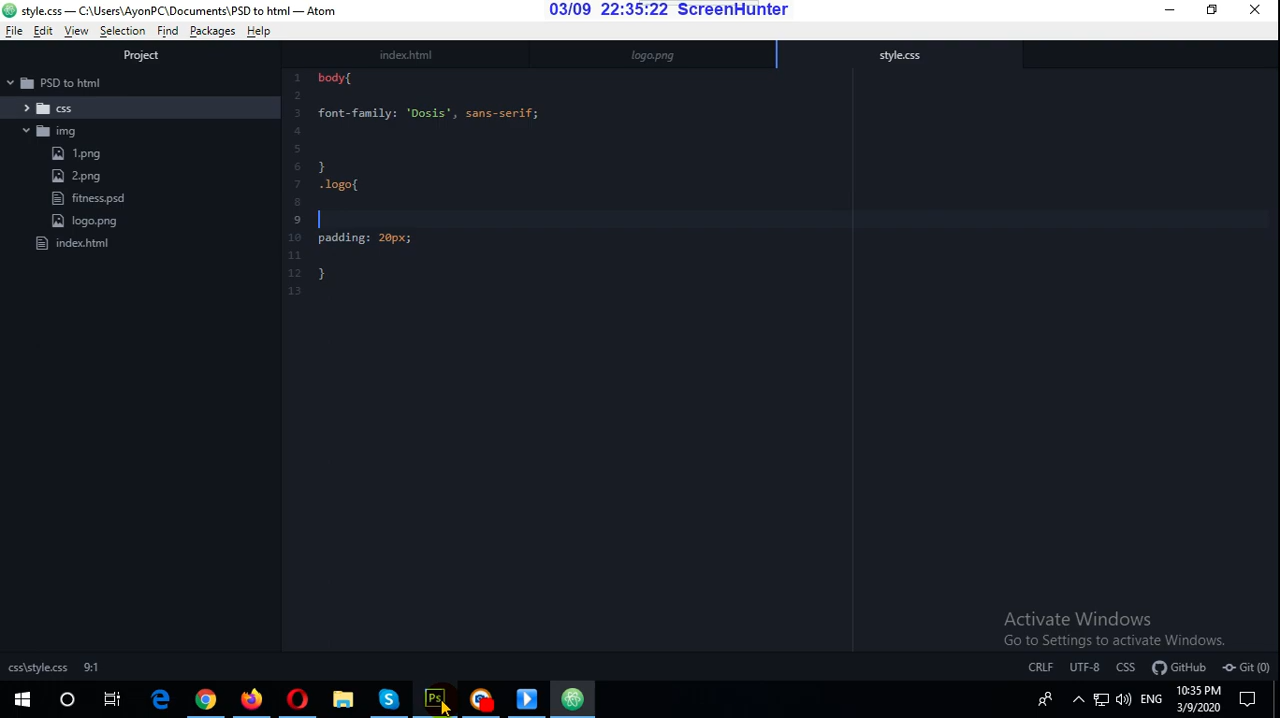 style.css — C:\Users\AyonPC\Documents\PSD to html — Atom
03/09 22:35:22 ScreenHunter
File Edit View Selection Find Packages Help
Project
index.html
logo.png
style.css
PSD to html
css
img
1.png
2.png
fitness.psd
logo.png
index.html
1 body{
2
3 font-family: 'Dosis', sans-serif;
4
5
6 }
7 .logo{
8
9
10 padding: 20px;
11
12 }
13
Activate Windows
Go to Settings to activate Windows.
css\style.css 9:1 CRLF UTF-8 CSS GitHub Git (0)
Ps
ENG
10:35 PM
3/9/2020